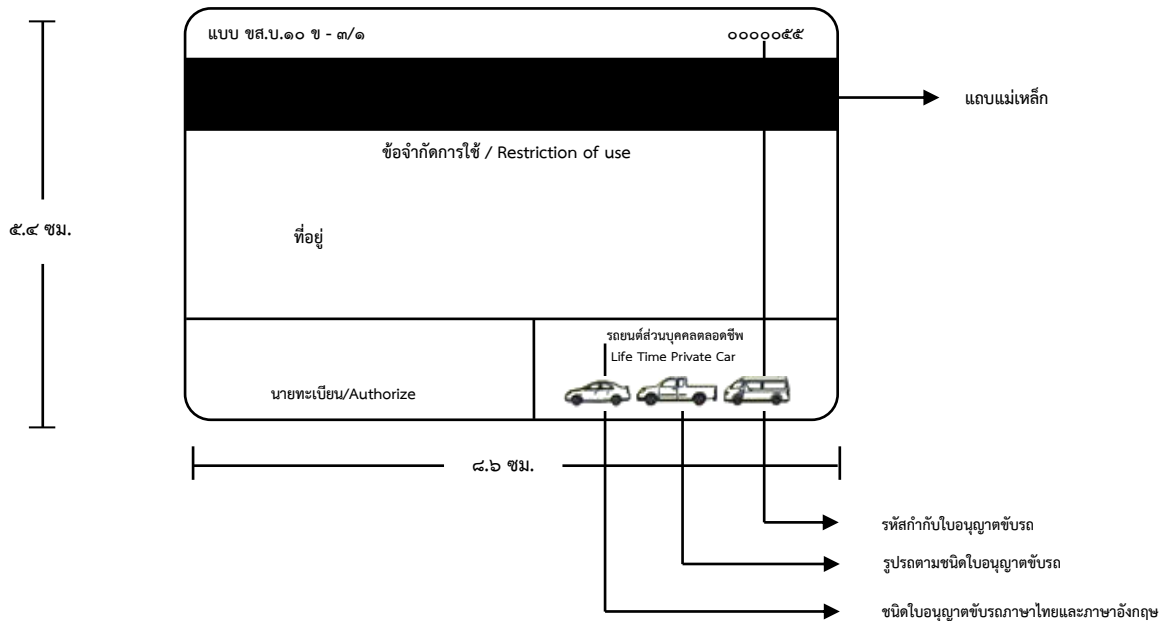 แบบ ขส.บ.๑๐ ข - ๓/๑
๐๐๐๐๐๕๕
แถบแม่เหล็ก
ข้อจำกัดการใช้ / Restriction of use
๕.๔ ซม.
ที่อยู่
รถยนต์ส่วนบุคคลตลอดชีพ
Life Time Private Car
นายทะเบียน/Authorize
๘.๖ ซม.
รหัสกำกับใบอนุญาตขับรถ
รูปรถตามชนิดใบอนุญาตขับรถ
ชนิดใบอนุญาตขับรถภาษาไทยและภาษาอังกฤษ